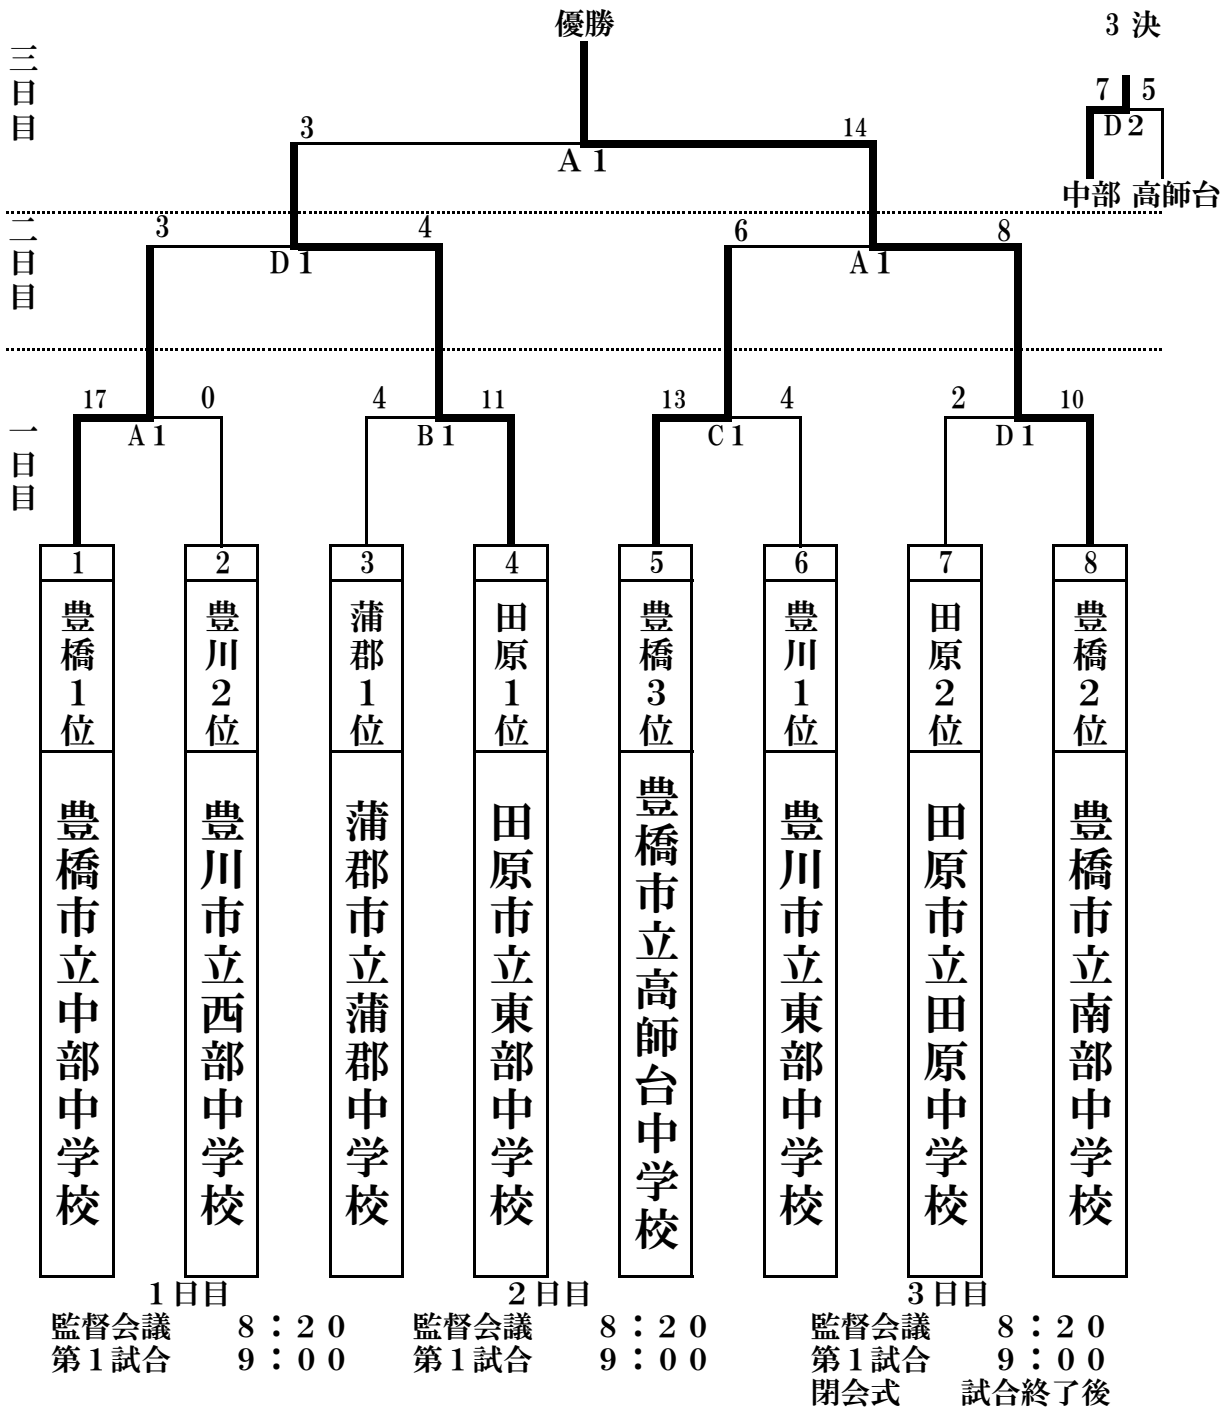 優勝
3 決
7 5
D 2
中部 高師台
三日目
3 14
A 1
二日目
3 4
D 1
6 8
A 1
一日目
17 0
A 1
4 11
B 1
13 4
C 1
2 10
D 1
1
豊橋1位
豊橋市立中部中学校
2
豊川2位
豊川市立西部中学校
3
蒲郡1位
蒲郡市立蒲郡中学校
4
田原1位
田原市立東部中学校
5
豊橋3位
豊橋市立高師台中学校
6
豊川1位
豊川市立東部中学校
7
田原2位
田原市立田原中学校
8
豊橋2位
豊橋市立南部中学校
1日目
監督会議 8:20
第1試合 9:00
2日目
監督会議 8:20
第1試合 9:00
3日目
監督会議 8:20
第1試合 9:00
閉会式 試合終了後